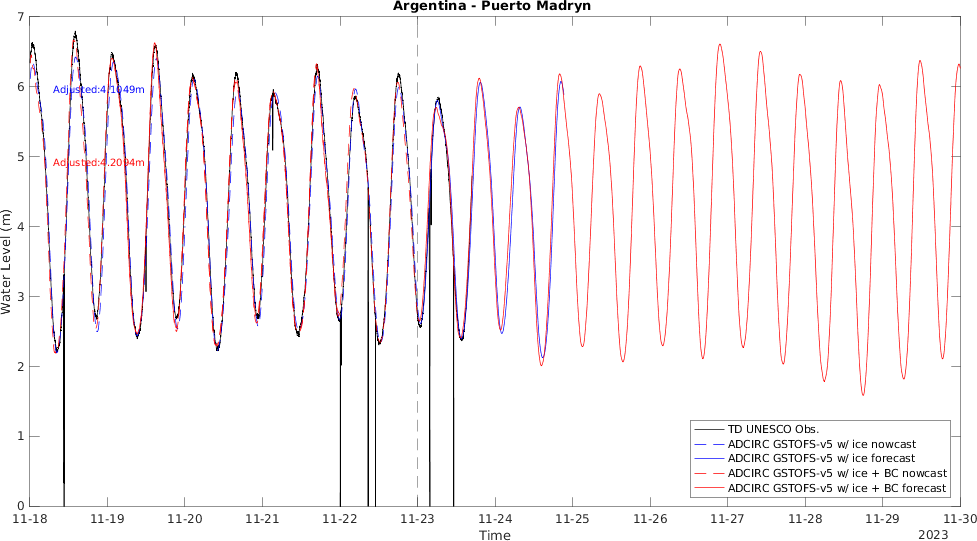 Argentina - Puerto Madryn
7
6
5
4
3
2
1
0
Water Level (m)
Adjusted:4.1049m
Adjusted:4.2094m
TD UNESCO Obs.
ADCIRC GSTOFS-v5 w/ ice nowcast
ADCIRC GSTOFS-v5 w/ ice forecast
ADCIRC GSTOFS-v5 w/ ice + BC nowcast
ADCIRC GSTOFS-v5 w/ ice + BC forecast
11-18 11-19 11-20 11-21 11-22 11-23 11-24 11-25 11-26 11-27 11-28 11-29 11-30
Time
2023